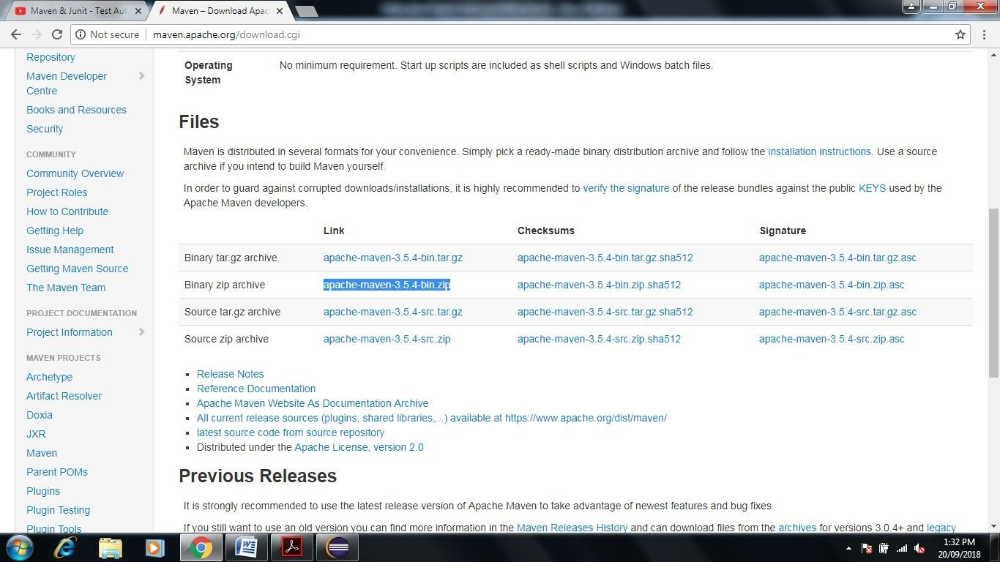 Maven & Junit - Test Aut
Maven – Download Apac
Not secure
maven.apache.org/download.cgi
Repository
Maven Developer
Centre
Books and Resources
Security
COMMUNITY
Community Overview
Project Roles
How to Contribute
Getting Help
Issue Management
Getting Maven Source
The Maven Team
PROJECT DOCUMENTATION
Project Information
MAVEN PROJECTS
Archetype
Artifact Resolver
Doxia
JXR
Maven
Parent POMs
Plugins
Plugin Testing
Plugin Tools
Operating
System
No minimum requirement. Start up scripts are included as shell scripts and Windows batch files.
Files
Maven is distributed in several formats for your convenience. Simply pick a ready-made binary distribution archive and follow the installation instructions. Use a source
archive if you intend to build Maven yourself.
In order to guard against corrupted downloads/installations, it is highly recommended to verify the signature of the release bundles against the public KEYS used by the
Apache Maven developers.
Link Checksums Signature
Binary tar.gz archive apache-maven-3.5.4-bin.tar.gz apache-maven-3.5.4-bin.tar.gz.sha512 apache-maven-3.5.4-bin.tar.gz.asc
Binary zip archive apache-maven-3.5.4-bin.zip apache-maven-3.5.4-bin.zip.sha512 apache-maven-3.5.4-bin.zip.asc
Source tar.gz archive apache-maven-3.5.4-src.tar.gz apache-maven-3.5.4-src.tar.gz.sha512 apache-maven-3.5.4-src.tar.gz.asc
Source zip archive apache-maven-3.5.4-src.zip apache-maven-3.5.4-src.zip.sha512 apache-maven-3.5.4-src.zip.asc
Release Notes
Reference Documentation
Apache Maven Website As Documentation Archive
All current release sources (plugins, shared libraries,...) available at https://www.apache.org/dist/maven/
latest source code from source repository
Distributed under the Apache License, version 2.0
Previous Releases
It is strongly recommended to use the latest release version of Apache Maven to take advantage of newest features and bug fixes.
If you still want to use an old version you can find more information in the Maven Releases History and can download files from the archives for versions 3.0.4+ and legacy
1:32 PM
20/09/2018